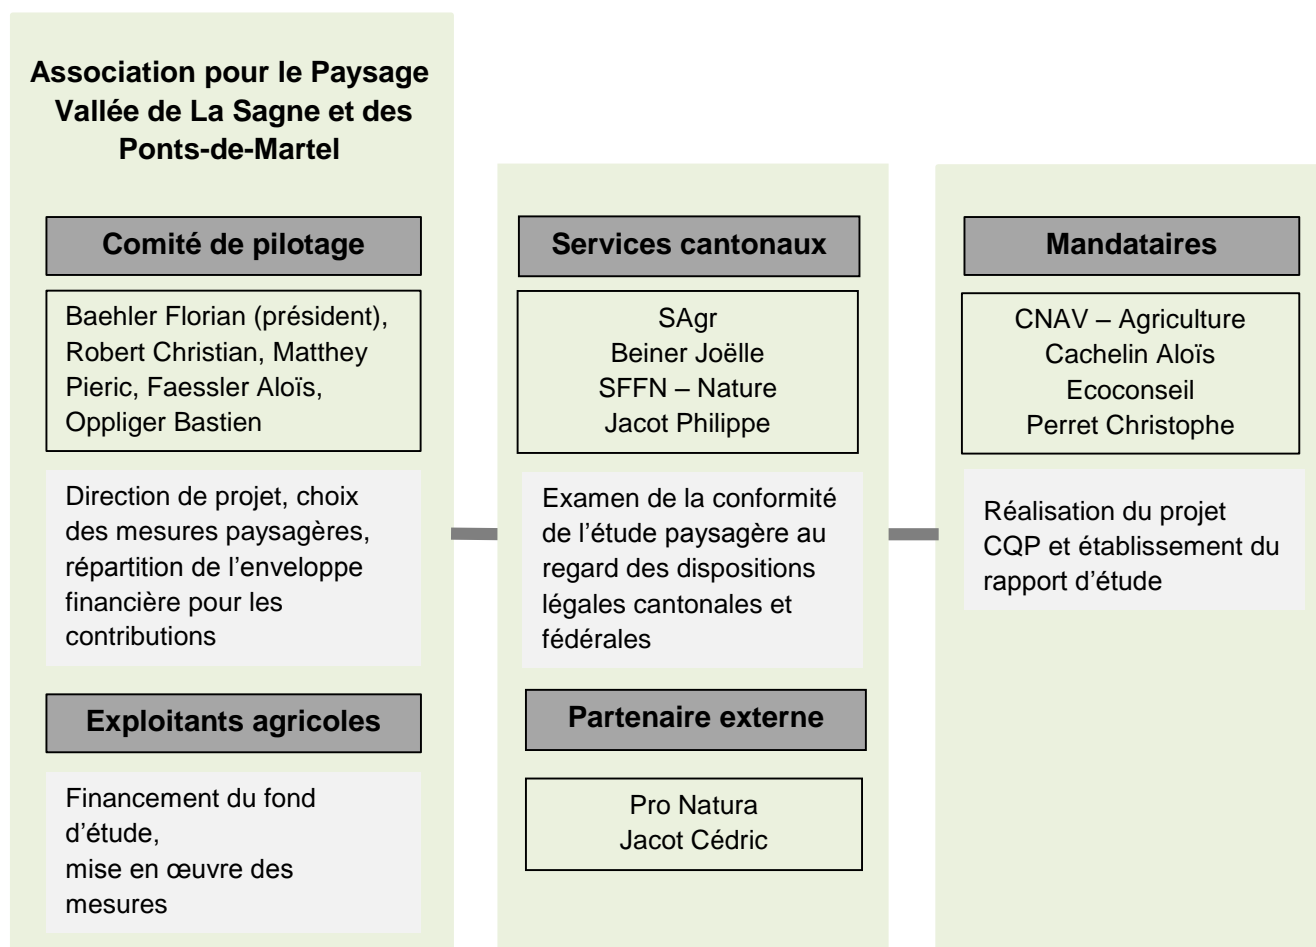 Association pour le Paysage
Vallée de La Sagne et des
Ponts-de-Martel
Comité de pilotage
Baehler Florian (président),
Robert Christian, Matthey
Pieric, Faessler Aloïs,
Oppliger Bastien
Direction de projet, choix
des mesures paysagères,
répartition de l’enveloppe
financière pour les
contributions
Exploitants agricoles
Financement du fond
d’étude,
mise en œuvre des
mesures
Services cantonaux
SAgr
Beiner Joëlle
SFFN – Nature
Jacot Philippe
Examen de la conformité
de l’étude paysagère au
regard des dispositions
légales cantonales et
fédérales
Partenaire externe
Pro Natura
Jacot Cédric
Mandataires
CNAV – Agriculture
Cachelin Aloïs
Ecoconseil
Perret Christophe
Réalisation du projet
CQP et établissement du
rapport d’étude